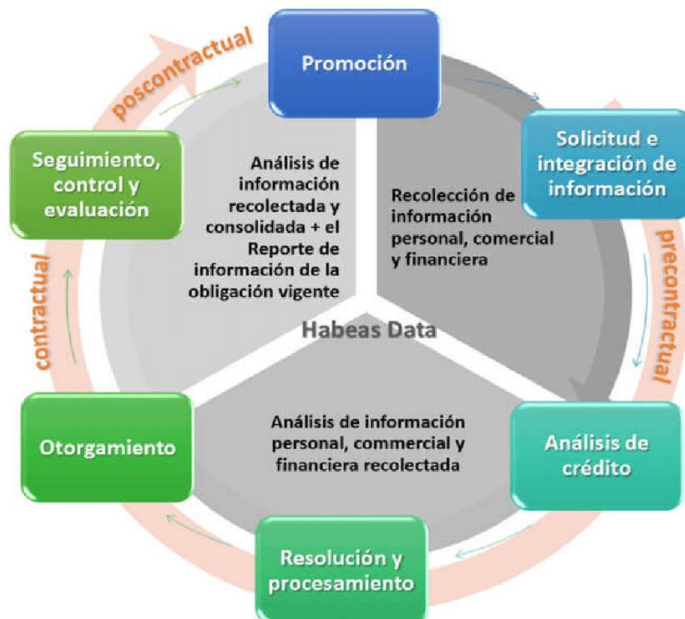 Promoción
Solicitud e
integración de
información
Análisis de
crédito
Resolución y
procesamiento
Otorgamiento
Seguimiento,
control y
evaluación
precontractual
contractual
poscontractual
Recolección de
información
personal, comercial
y financiera
Análisis de información
personal, commercial y
financiera recolectada
Análisis de
información
recolectada y
consolidada + el
Reporte de
información de la
obligación vigente
Habeas Data